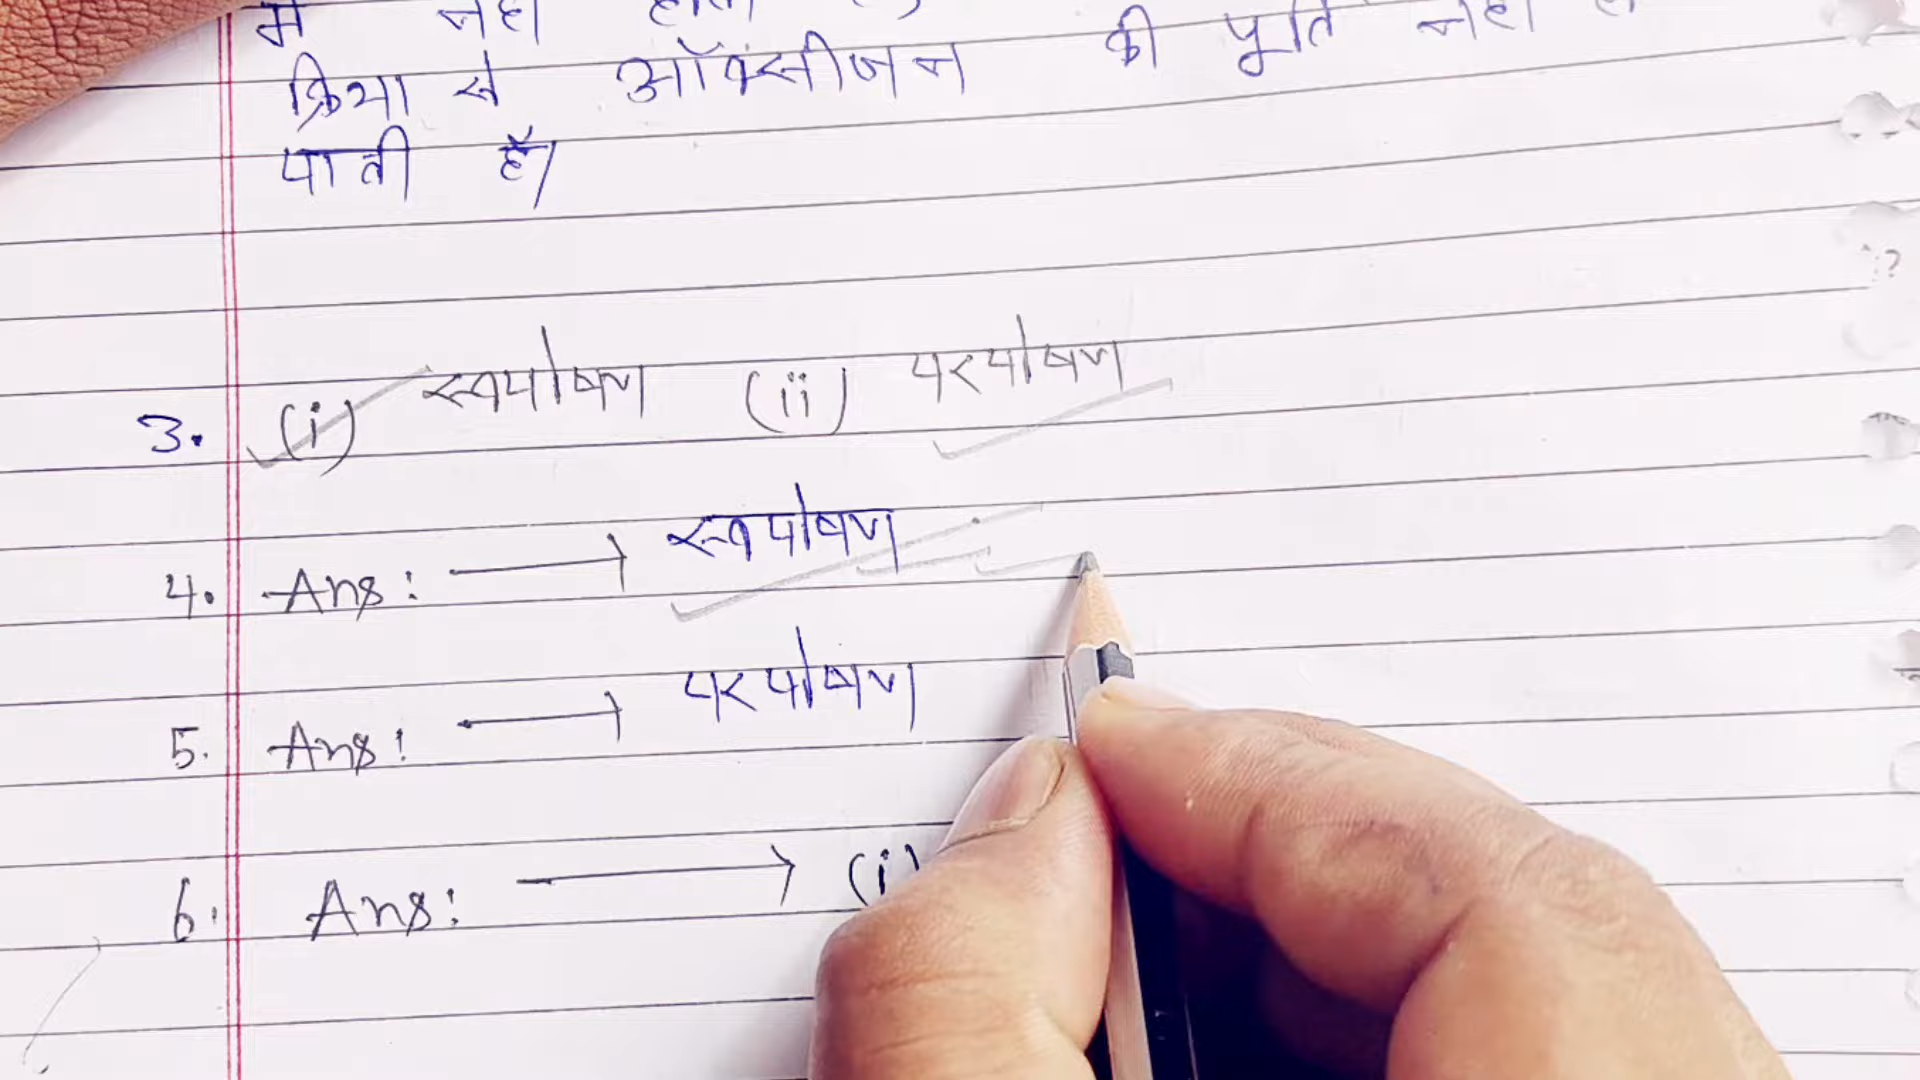 में नहीं
क्रिया से ऑक्सीजन की पूर्ति नहीं
पाती है।
3. (i) स्वपोषण (ii) परपोषण
4. Ans: → स्वपोषण
5. Ans: → परपोषण
6. Ans: → (i)